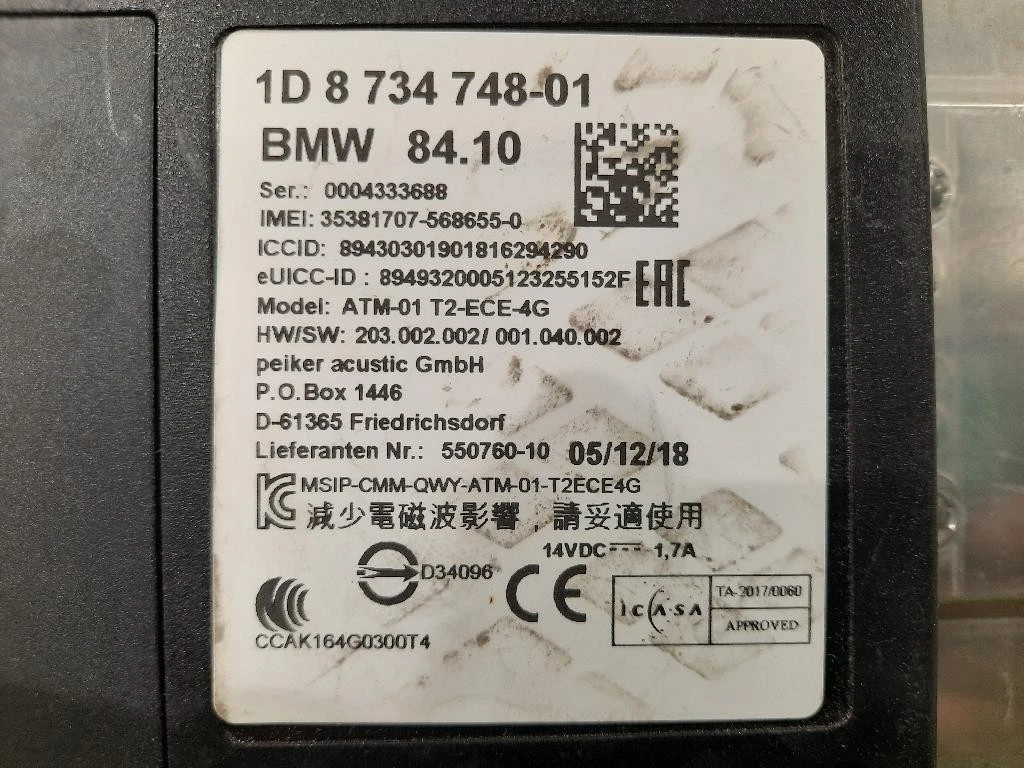 1D 8 734 748-01
BMW 84.10
Ser.: 0004333688
IMEI: 35381707-568655-0
ICCID: 89430301901816294290
eUICC-ID : 89493200051232551​52F
EAC
Model: ATM-01 T2-ECE-4G
HW/SW: 203.002.002/ 001.040.002
peiker acustic GmbH
P.O.Box 1446
D-61365 Friedrichsdorf
Lieferanten Nr.: 550760-10 05/12/18
MSIP-CMM-QWY-ATM-01-T2ECE4G
減少電磁波影響，請妥適使用
14VDC 1,7A
D34096
CE
ICASA
TA-2017/0060
APPROVED
CCAK164G0300T4